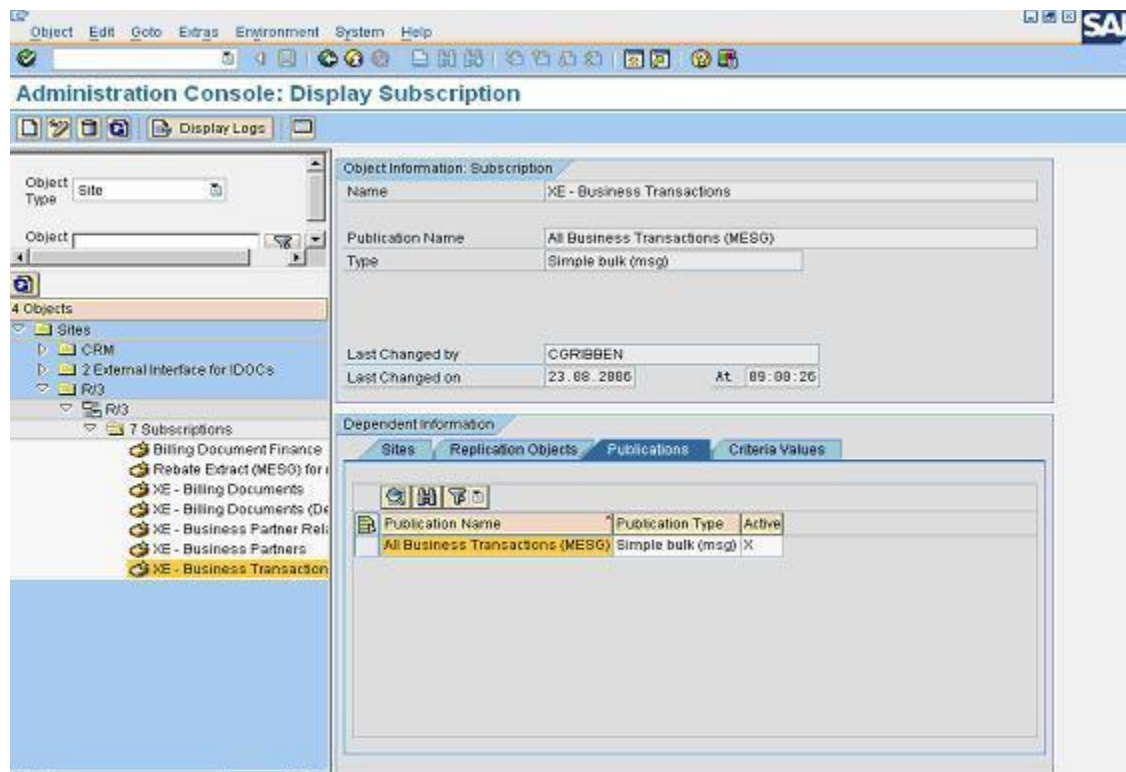 Object Edit Goto Extras Environment System Help
SA
Administration Console: Display Subscription
Display Logs
Object Type Site
Object
4 Objects
Sites
CRM
2 External Interface for IDOCs
R/3
R/3
7 Subscriptions
Billing Document Finance
Rebate Extract (MESG) for
XE - Billing Documents
XE - Billing Documents (De
XE - Business Partner Rel
XE - Business Partners
XE - Business Transaction
Object Information: Subscription
Name XE - Business Transactions
Publication Name All Business Transactions (MESG)
Type Simple bulk (msg)
Last Changed by CGRIBBEN
Last Changed on 23.08.2006 At 09:00:26
Dependent Information
Sites Replication Objects Publications Criteria Values
Publication Name Publication Type Active
All Business Transactions (MESG) Simple bulk (msg) X